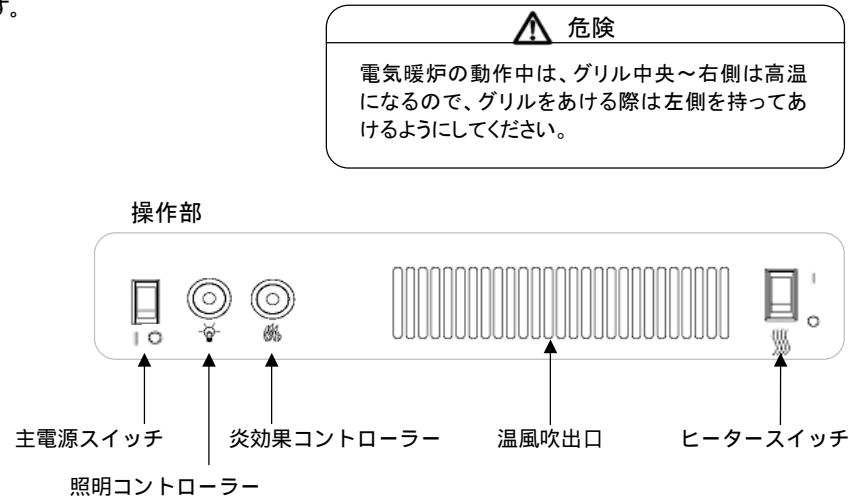 す。
危険
電気暖炉の動作中は、グリル中央～右側は高温
になるので、グリルをあける際は左側を持ってあ
けるようにしてください。
操作部
I O
I
O
主電源スイッチ
炎効果コントローラー
温風吹出口
ヒータースイッチ
照明コントローラー